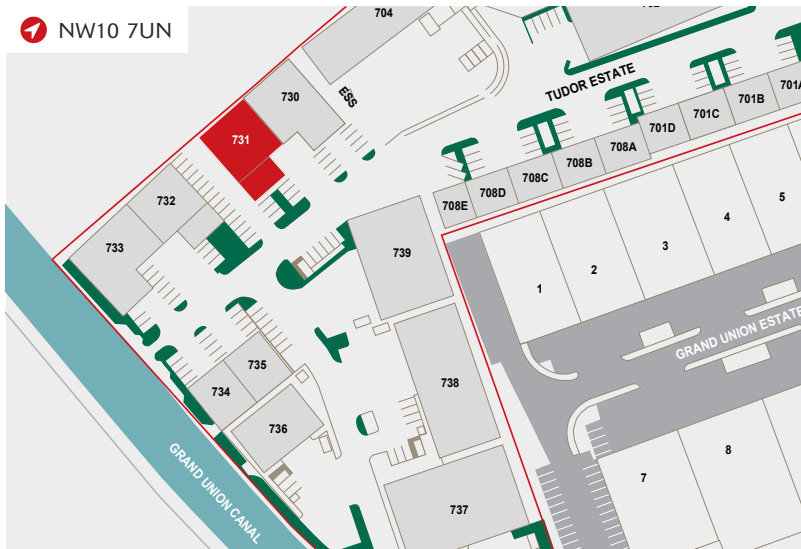 NW10 7UN
704
730
ESS
TUDOR ESTATE
731
701A
701B
701C
701D
708A
708B
708C
708D
708E
732
733
739
5
4
3
2
1
GRAND UNION ESTATE
738
735
734
736
GRAND UNION CANAL
8
7
737